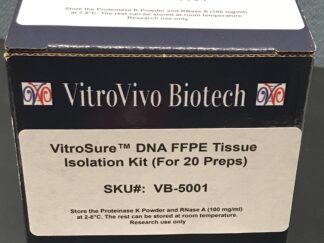 Store the Proteinase K Powder and RNase A (100 mg/ml)
at 2-8°C. The rest can be stored at room temperature.
Research use only
VitroVivo Biotech
VitroSure™ DNA FFPE Tissue
Isolation Kit (For 20 Preps)
SKU#: VB-5001
Store the Proteinase K Powder and RNase A (100 mg/ml)
at 2-8°C. The rest can be stored at room temperature.
Research use only.